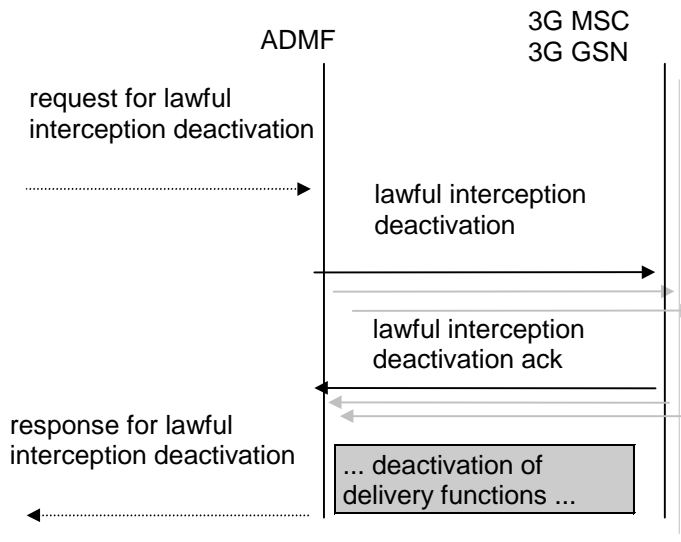 ADMF
3G MSC
3G GSN
request for lawful
interception deactivation
lawful interception
deactivation
lawful interception
deactivation ack
response for lawful
interception deactivation
... deactivation of
delivery functions ...